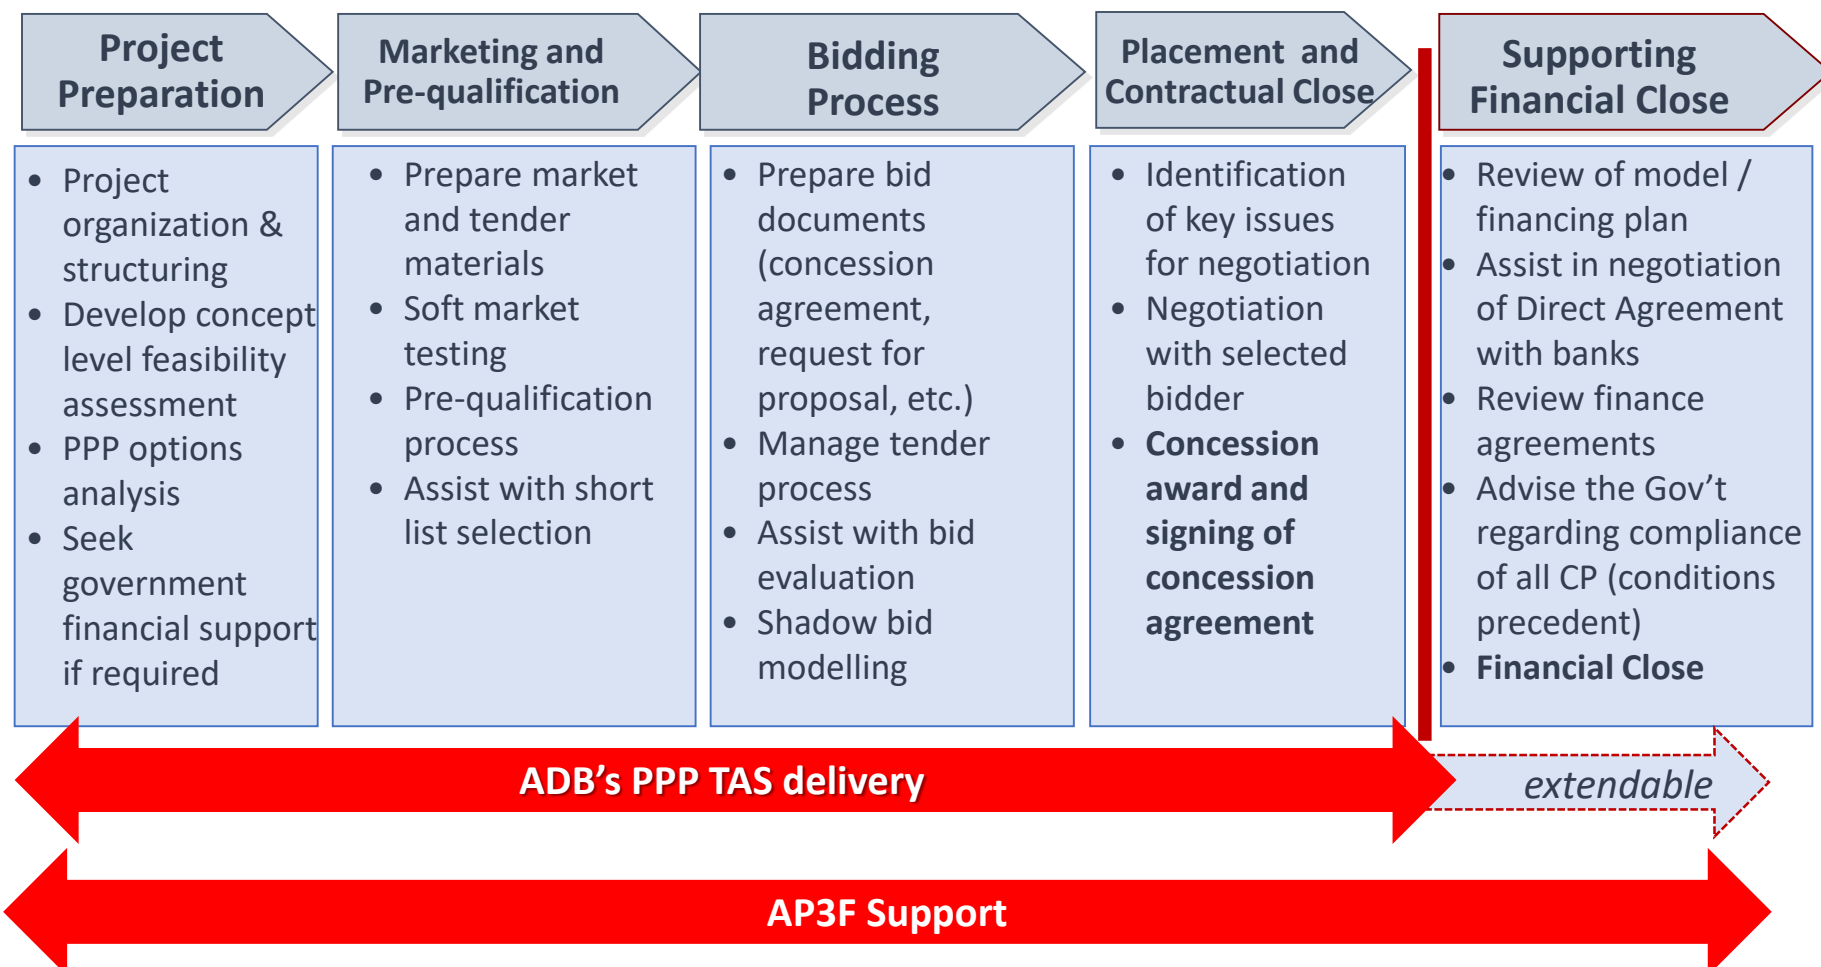 Project
Preparation
Marketing and
Pre-qualification
Bidding
Process
Placement and
Contractual Close
Supporting
Financial Close
• Project
organization &
structuring
• Develop concept
level feasibility
assessment
• PPP options
analysis
• Seek
government
financial support
if required
• Prepare market
and tender
materials
• Soft market
testing
• Pre-qualification
process
• Assist with short
list selection
• Prepare bid
documents
(concession
agreement,
request for
proposal, etc.)
• Manage tender
process
• Assist with bid
evaluation
• Shadow bid
modelling
• Identification
of key issues
for negotiation
• Negotiation
with selected
bidder
• Concession
award and
signing of
concession
agreement
• Review of model /
financing plan
• Assist in negotiation
of Direct Agreement
with banks
• Review finance
agreements
• Advise the Gov’t
regarding compliance
of all CP (conditions
precedent)
• Financial Close
ADB’s PPP TAS delivery
extendable
AP3F Support